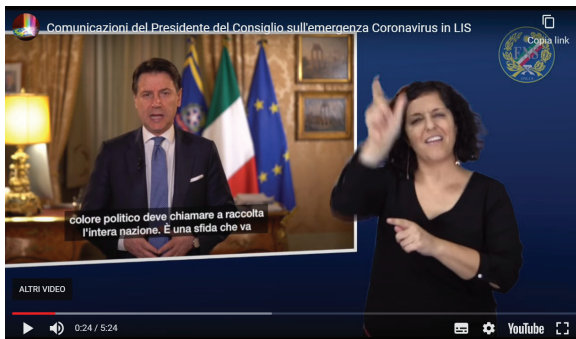 Comunicazioni del Presidente del Consiglio sull'emergenza Coronavirus in LIS
Copia link
ENS
colore politico deve chiamare a raccolta
l'intera nazione. È una sfida che va
ALTRI VIDEO
0:24 / 5:24
YouTube